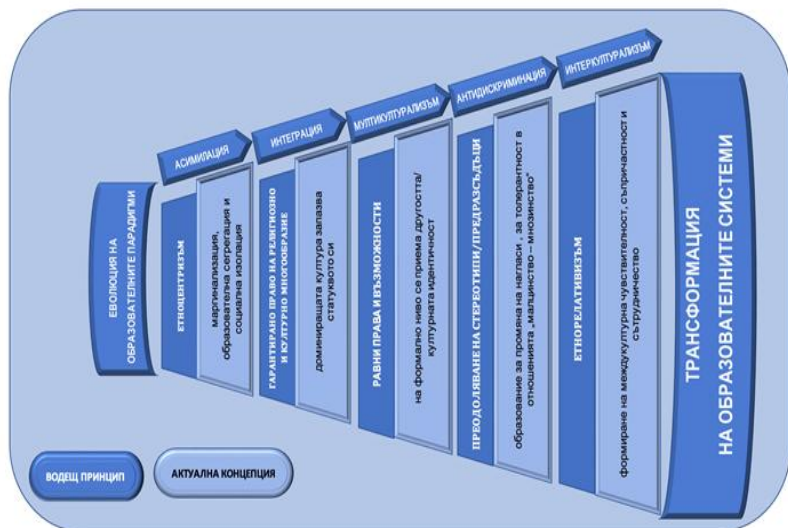 ЕВОЛЮЦИЯ НА
ОБРАЗОВАТЕЛНИТЕ ПАРАДИГМИ
АСИМИЛАЦИЯ
ЕТНОЦЕНТРИЗЪМ
маргинализация,
образователна сегрегация и
социална изолация
ИНТЕГРАЦИЯ
ГАРАНТИРАНО ПРАВО НА РЕЛИГИОЗНО
И КУЛТУРНО МНОГООБРАЗИЕ
доминиращата култура запазва
статуквото си
МУЛТИКУЛТУРАЛИЗЪМ
РАВНИ ПРАВА И ВЪЗМОЖНОСТИ
на формално ниво се приема другостта/
културната идентичност
АНТИДИСКРИМИНАЦИЯ
ПРЕОДОЛЯВАНЕ НА СТЕРЕОТИПИ/ПРЕДРАЗСЪДЪЦИ
образование за промяна на нагласи , за толерантност в
отношенията „малцинство – мнозинство“
ИНТЕРКУЛТУРАЛИЗЪМ
ЕТНОРЕЛАТИВИЗЪМ
формиране на междукултурна чувствителност, съпричастност и
сътрудничество
ТРАНСФОРМАЦИЯ
НА ОБРАЗОВАТЕЛНИТЕ СИСТЕМИ
ВОДЕЩ ПРИНЦИП
АКТУАЛНА КОНЦЕПЦИЯ